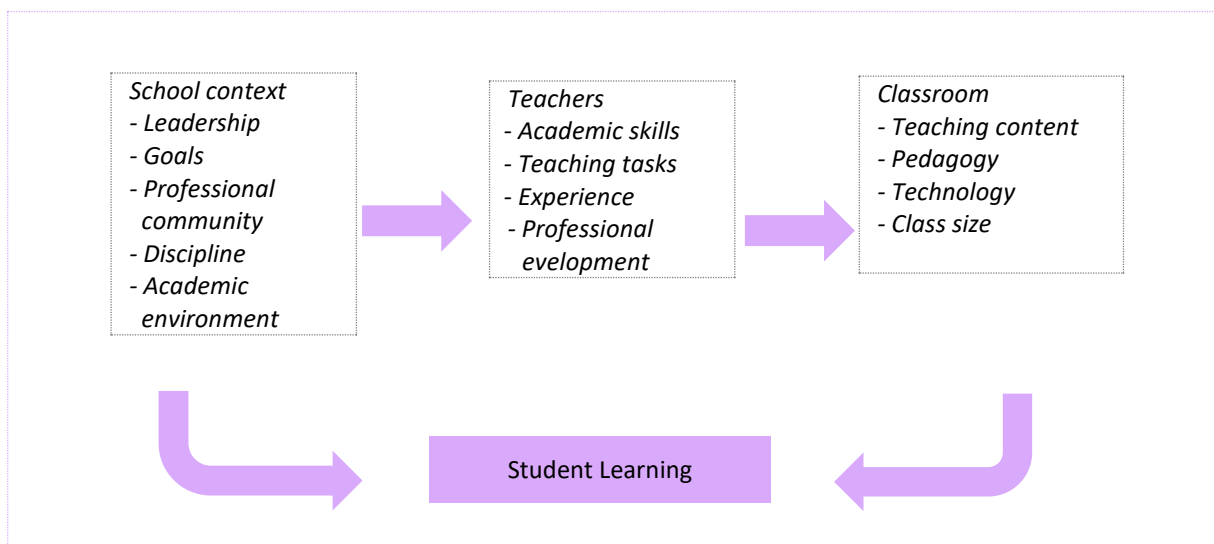 School context
- Leadership
- Goals
- Professional
community
- Discipline
- Academic
environment
Teachers
- Academic skills
- Teaching tasks
- Experience
- Professional
evelopment
Classroom
- Teaching content
- Pedagogy
- Technology
- Class size
Student Learning